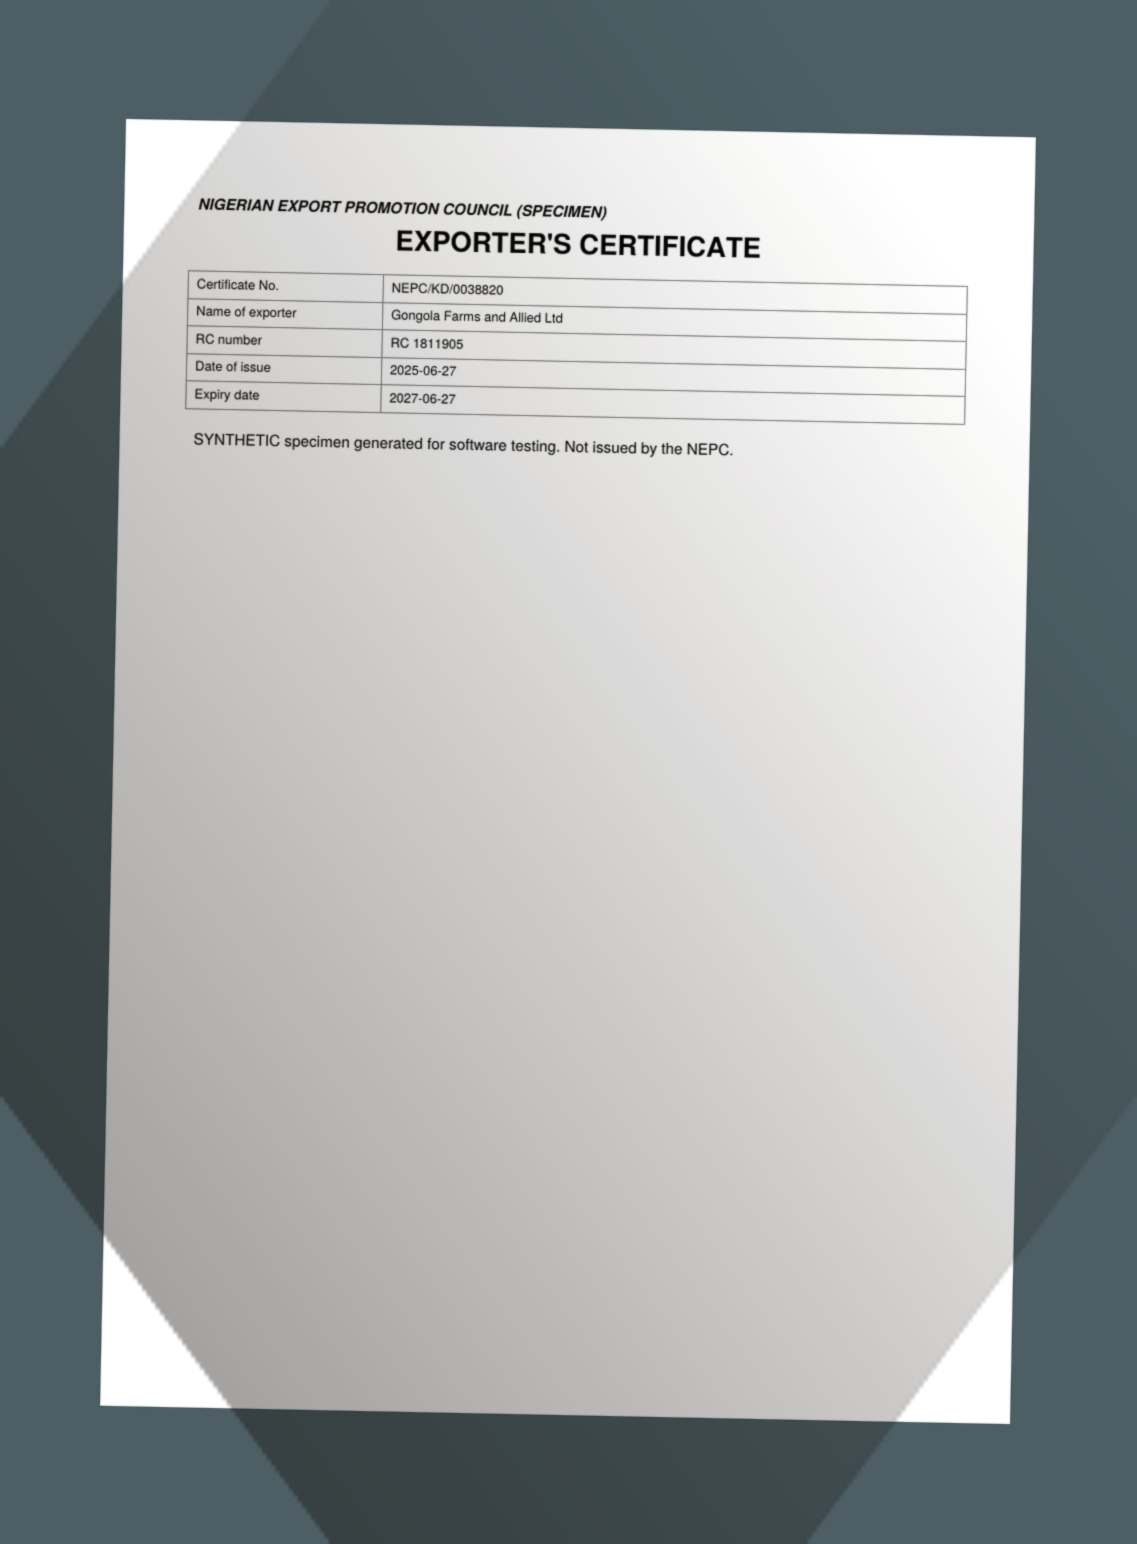 NIGERIAN EXPORT PROMOTION COUNCIL (SPECIMEN)
EXPORTER'S CERTIFICATE
Certificate No. NEPC/KD/0038820
Name of exporter Gongola Farms and Allied Ltd
RC number RC 1811905
Date of issue 2025-06-27
Expiry date 2027-06-27
SYNTHETIC specimen generated for software testing. Not issued by the NEPC.